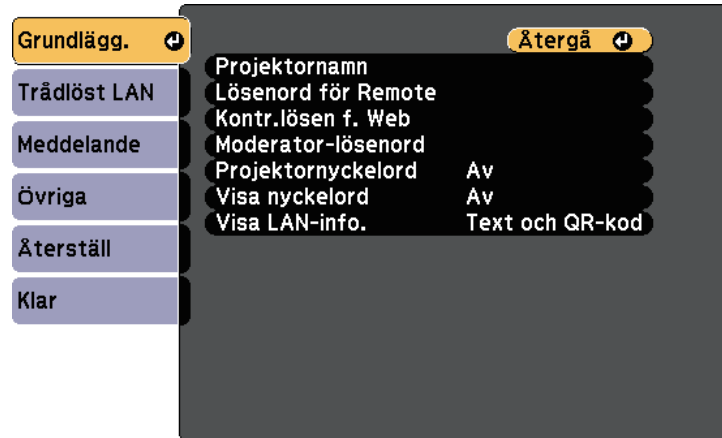 Grundlägg.
Trådlöst LAN
Meddelande
Övriga
Återställ
Klar
Återgå
Projektornamn
Lösenord för Remote
Kontr.lösen f. Web
Moderator-lösenord
Projektornyckelord Av
Visa nyckelord Av
Visa LAN-info. Text och QR-kod